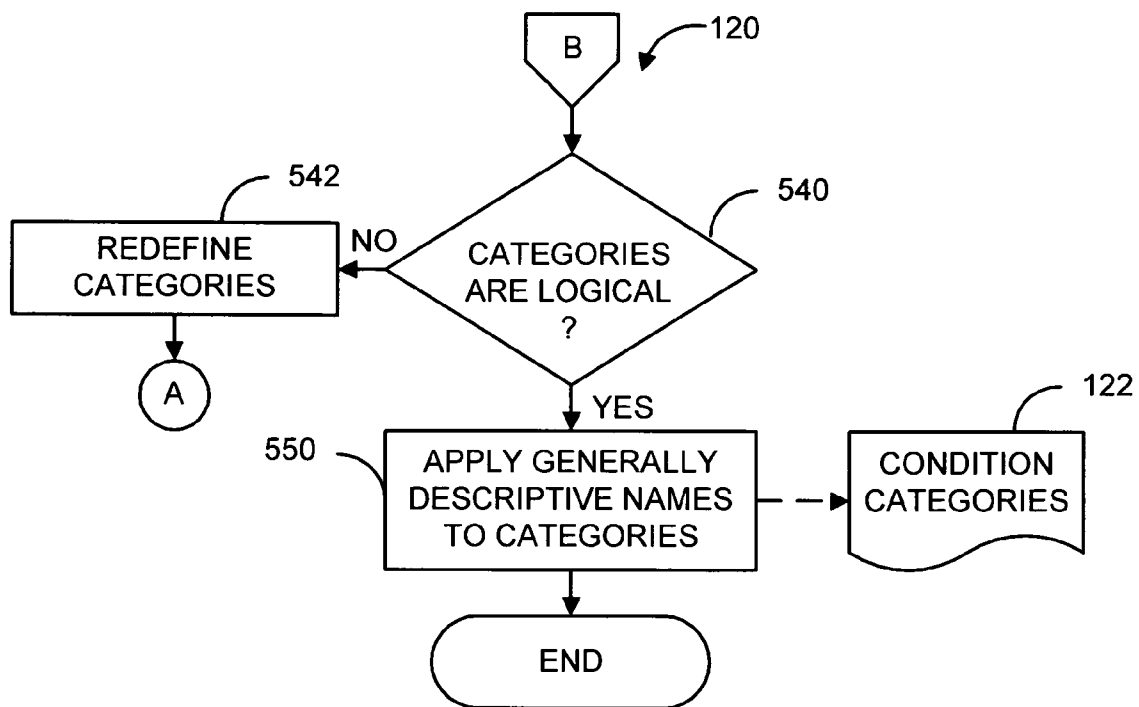 B
120
542
540
REDEFINE
CATEGORIES
NO
CATEGORIES
ARE LOGICAL
?
A
YES
122
550
APPLY GENERALLY
DESCRIPTIVE NAMES
TO CATEGORIES
CONDITION
CATEGORIES
END